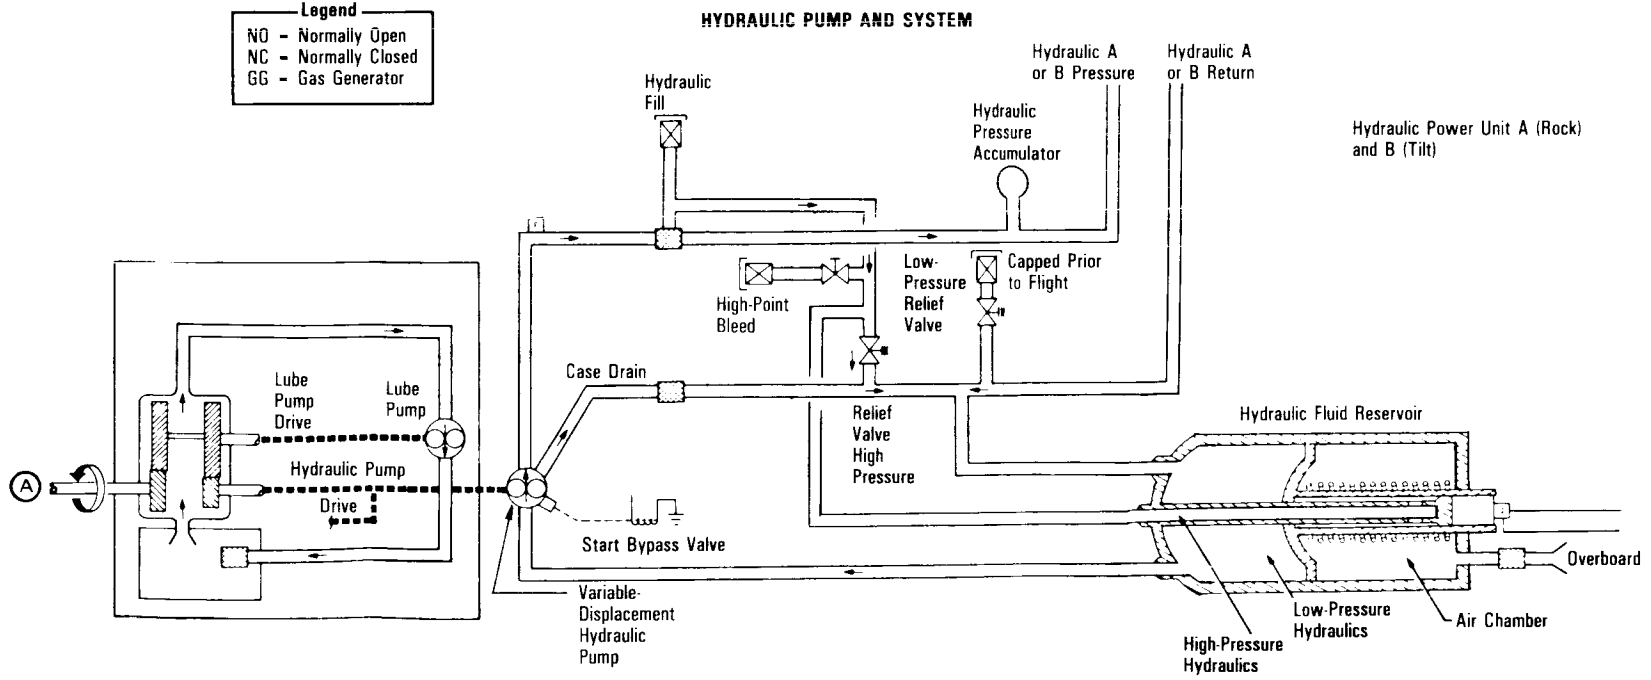 Legend
NO - Normally Open
NC - Normally Closed
GG - Gas Generator
HYDRAULIC PUMP AND SYSTEM
Hydraulic
Fill
Hydraulic A
or B Pressure
Hydraulic A
or B Return
Hydraulic
Pressure
Accumulator
Hydraulic Power Unit A (Rock)
and B (Tilt)
High-Point
Bleed
Low-
Pressure
Relief
Valve
Capped Prior
to Flight
Case Drain
Lube
Pump
Drive
Lube
Pump
Relief
Valve
High
Pressure
Hydraulic Fluid Reservoir
A
Hydraulic Pump
Drive
Start Bypass Valve
Overboard
Variable-
Displacement
Hydraulic
Pump
Low-Pressure
Hydraulics
Air Chamber
High-Pressure
Hydraulics